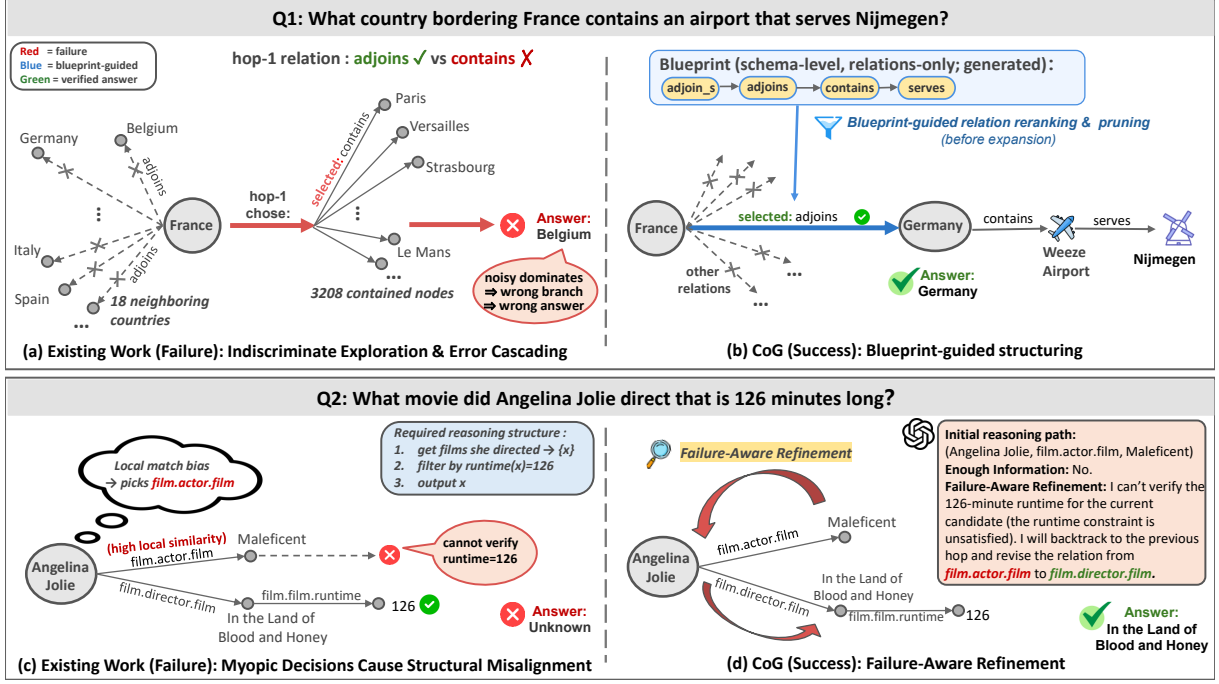 Q1: What country bordering France contains an airport that serves Nijmegen?
Red = failure
Blue = blueprint-guided
Green = verified answer
hop-1 relation : adjoins ✓ vs contains ✗
Germany
Belgium
adjoins
France
Italy
Spain
adjoins
...
...
18 neighboring
countries
hop-1
chose:
selected: contains
Paris
Versailles
Strasbourg
...
Le Mans
...
3208 contained nodes
Answer:
Belgium
noisy dominates
⇒ wrong branch
⇒ wrong answer
(a) Existing Work (Failure): Indiscriminate Exploration & Error Cascading
Blueprint (schema-level, relations-only; generated):
adjoin_s
adjoins
contains
serves
Blueprint-guided relation reranking & pruning
(before expansion)
France
selected: adjoins
Germany
contains
Weeze
Airport
serves
Nijmegen
other
relations
...
...
Answer:
Germany
(b) CoG (Success): Blueprint-guided structuring
Q2: What movie did Angelina Jolie direct that is 126 minutes long?
Local match bias
→ picks film.actor.film
Required reasoning structure :
1. get films she directed → {x}
2. filter by runtime(x)=126
3. output x
Angelina
Jolie
(high local similarity)
film.actor.film
Maleficent
cannot verify
runtime=126
film.director.film
In the Land of
Blood and Honey
film.film.runtime
126
Answer:
Unknown
(c) Existing Work (Failure): Myopic Decisions Cause Structural Misalignment
Failure-Aware Refinement
Angelina
Jolie
film.actor.film
Maleficent
film.director.film
In the Land of
Blood and Honey
film.film.runtime
126
Initial reasoning path:
(Angelina Jolie, film.actor.film, Maleficent)
Enough Information: No.
Failure-Aware Refinement: I can't verify the
126-minute runtime for the current
candidate (the runtime constraint is
unsatisfied). I will backtrack to the previous
hop and revise the relation from
film.actor.film to film.director.film.
Answer:
In the Land of
Blood and Honey
(d) CoG (Success): Failure-Aware Refinement